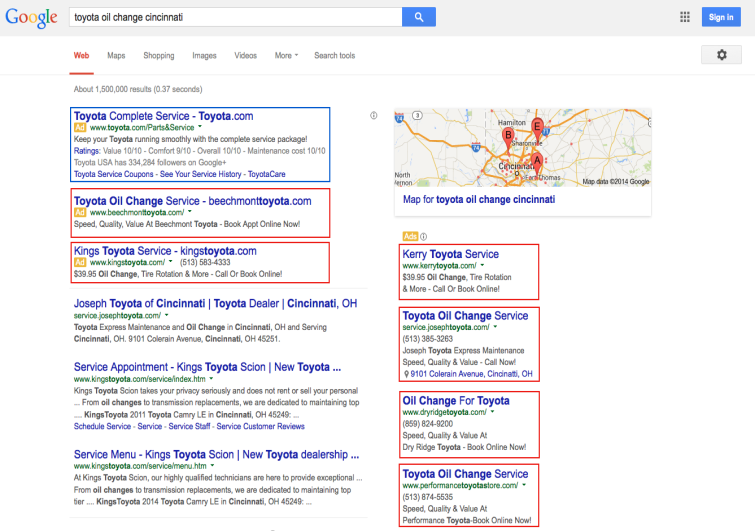 Google
toyota oil change cincinnati
Sign in
Web Maps Shopping Images Videos More Search tools
About 1,500,000 results (0.37 seconds)
Toyota Complete Service - Toyota.com
Ad www.toyota.com/Parts&Service
Keep your Toyota running smoothly with the complete service package!
Ratings: Value 10/10 - Comfort 9/10 - Overall 10/10 - Maintenance cost 10/10
Toyota USA has 334,284 followers on Google+
Toyota Service Coupons - See Your Service History - ToyotaCare
Toyota Oil Change Service - beechmonttoyota.com
Ad www.beechmonttoyota.com/
Speed, Quality, Value At Beechmont Toyota - Book Appt Online Now!
Kings Toyota Service - kingstoyota.com
Ad www.kingstoyota.com/ (513) 583-4333
$39.95 Oil Change, Tire Rotation & More - Call Or Book Online!
Joseph Toyota of Cincinnati | Toyota Dealer | Cincinnati, OH
service.josephtoyota.com/
Toyota Express Maintenance and Oil Change in Cincinnati, OH and Serving
Cincinnati, OH. 9101 Colerain Avenue, Cincinnati, OH 45251.
Service Appointment - Kings Toyota Scion | New Toyota ...
www.kingstoyota.com/service/index.htm
Kings Toyota Scion takes your privacy seriously and does not rent or sell your personal
... From oil changes to transmission replacements, we are dedicated to maintaining top
.... KingsToyota 2011 Toyota Camry LE in Cincinnati, OH 45249: ...
Schedule Service - Service - Service Staff - Service Customer Reviews
Service Menu - Kings Toyota Scion | New Toyota dealership ...
www.kingstoyota.com/service/menu.htm
At Kings Toyota Scion, our highly qualified technicians are here to provide exceptional ...
From oil changes to transmission replacements, we are dedicated to maintaining top
tier .... KingsToyota 2014 Toyota Camry LE in Cincinnati, OH 45249: ...
74
3
Hamilton
B
E
Sharonville
74
Cincinnati
A
Fort Thomas
North
Vernon
Map data ©2014 Google
Map for toyota oil change cincinnati
Ads
Kerry Toyota Service
www.kerrytoyota.com/
$39.95 Oil Change, Tire Rotation
& More - Call Or Book Online!
Toyota Oil Change Service
service.josephtoyota.com/
(513) 385-3263
Joseph Toyota Express Maintenance
Speed, Quality & Value - Call Now!
9101 Colerain Avenue, Cincinatti, OH
Oil Change For Toyota
www.dryridgetoyota.com/
(859) 824-9200
Speed, Quality & Value At
Dry Ridge Toyota - Book Online Now!
Toyota Oil Change Service
www.performancetoyotastore.com/
(513) 874-5535
Speed, Quality & Value At
Performance Toyota-Book Online Now!